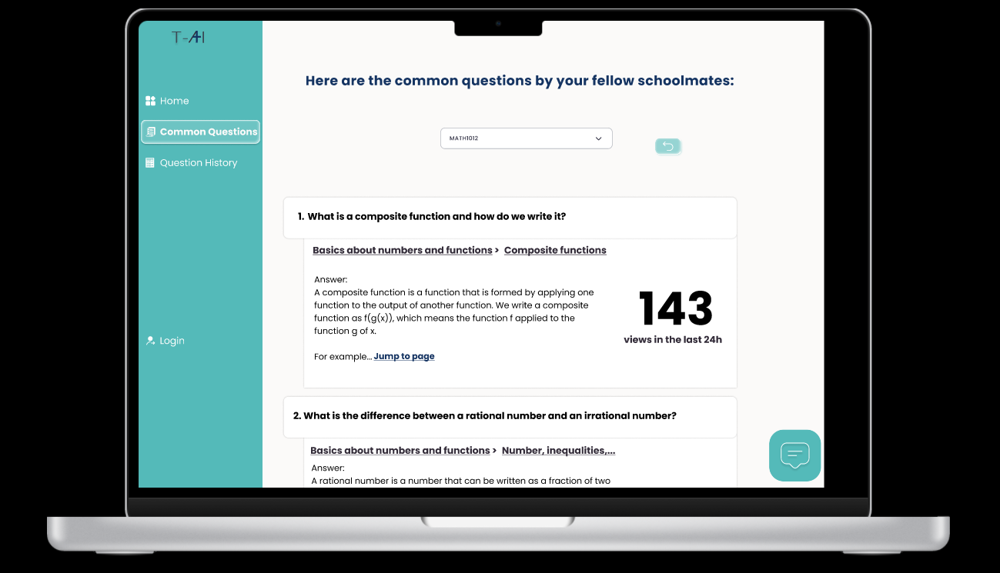 T-AI
Home
Common Questions
Question History
Login
Here are the common questions by your fellow schoolmates:
MATH1012
1. What is a composite function and how do we write it?
Basics about numbers and functions > Composite functions
Answer:
A composite function is a function that is formed by applying one
function to the output of another function. We write a composite
function as f(g(x)), which means the function f applied to the
function g of x.
For example... Jump to page
143
views in the last 24h
2. What is the difference between a rational number and an irrational number?
Basics about numbers and functions > Number, inequalities,...
Answer:
A rational number is a number that can be written as a fraction of two